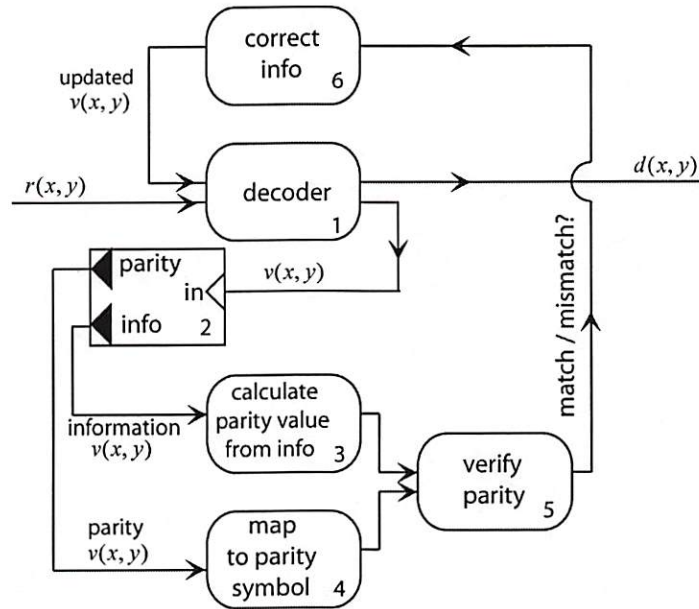 correct
info
6
updated
v(x, y)
r(x, y)
decoder
1
d(x, y)
parity
in
info
2
v(x, y)
match / mismatch?
information
v(x, y)
calculate
parity value
from info
3
verify
parity
5
parity
v(x, y)
map
to parity
symbol
4